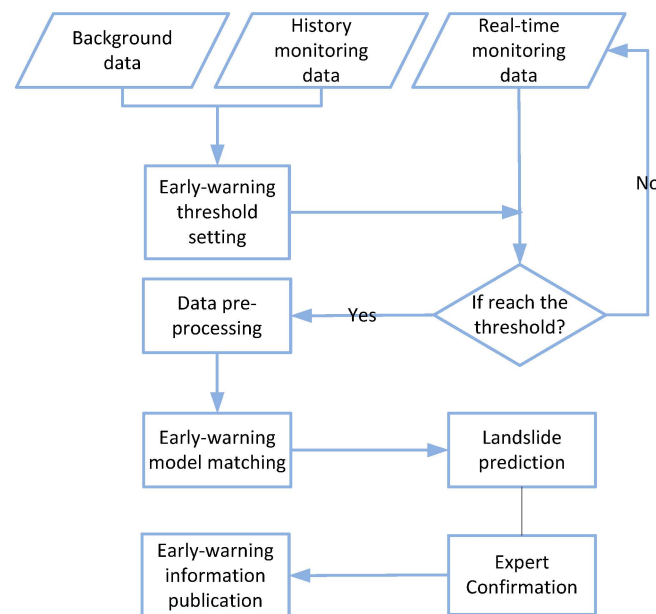 Background
data
History
monitoring
data
Real-time
monitoring
data
Early-warning
threshold
setting
No
If reach the
threshold?
Yes
Data pre-
processing
Early-warning
model matching
Landslide
prediction
Early-warning
information
publication
Expert
Confirmation